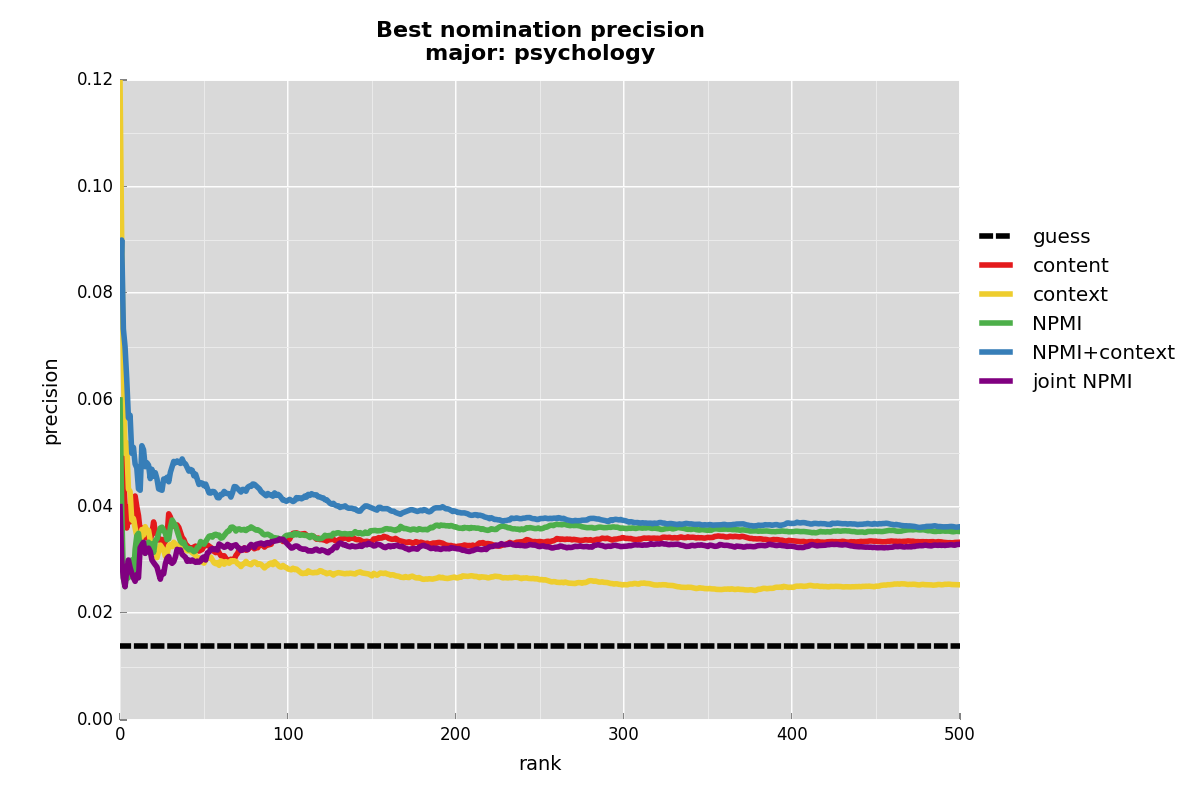 Best nomination precision
major: psychology
0.12
0.10
0.08
0.06
0.04
0.02
0.00
precision
0
100
200
300
400
500
rank
guess
content
context
NPMI
NPMI+context
joint NPMI